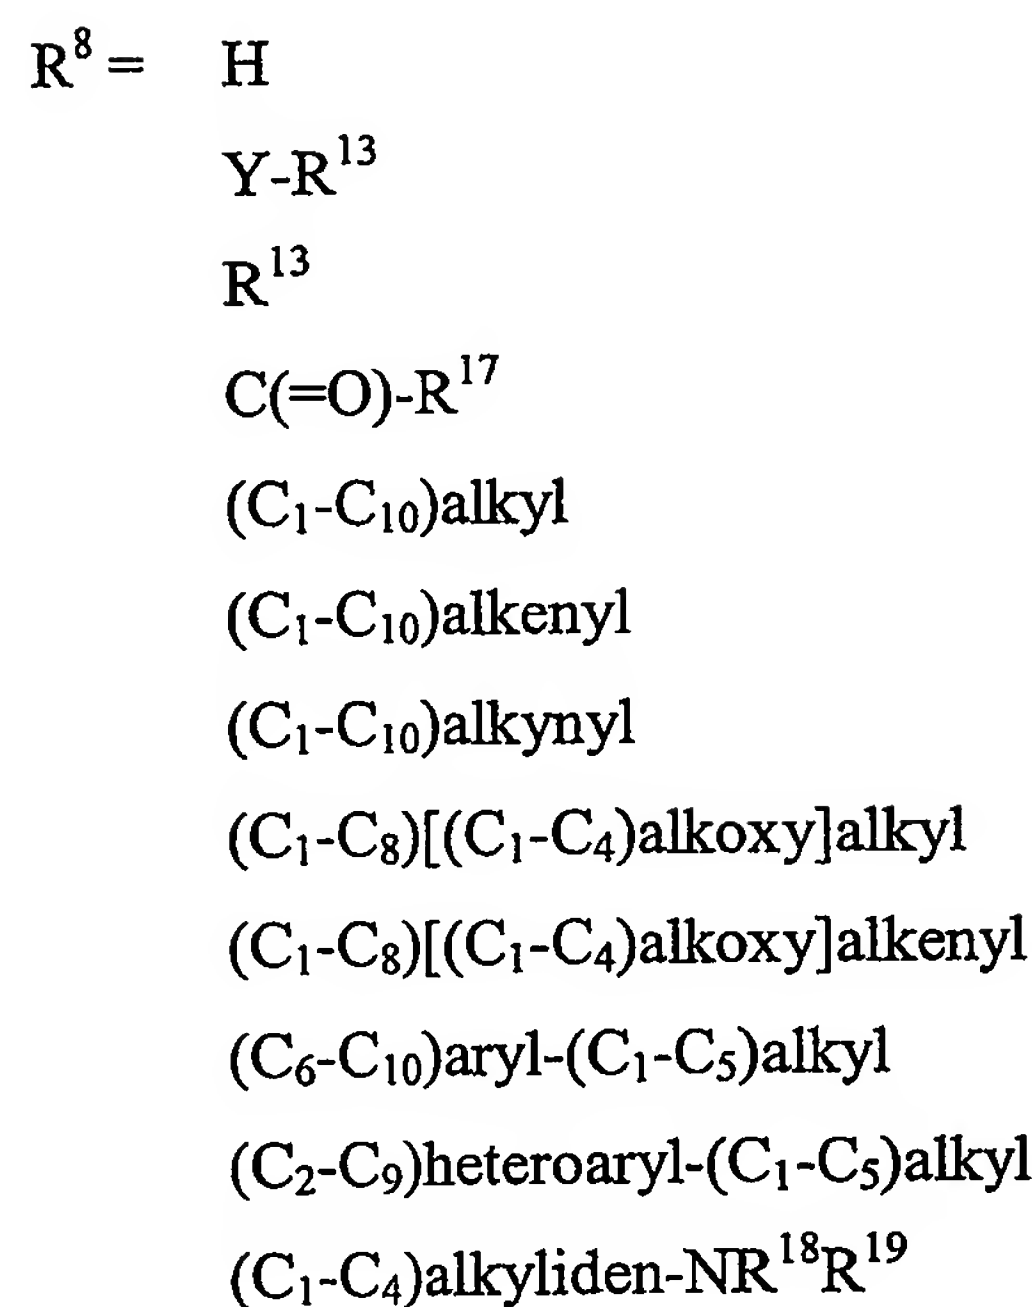 R⁸ = H
Y-R¹³
R¹³
C(=O)-R¹⁷
(C₁-C₁₀)alkyl
(C₁-C₁₀)alkenyl
(C₁-C₁₀)alkynyl
(C₁-C₈)[(C₁-C₄)alkoxy]alkyl
(C₁-C₈)[(C₁-C₄)alkoxy]alkenyl
(C₆-C₁₀)aryl-(C₁-C₅)alkyl
(C₂-C₉)heteroaryl-(C₁-C₅)alkyl
(C₁-C₄)alkyliden-NR¹⁸R¹⁹